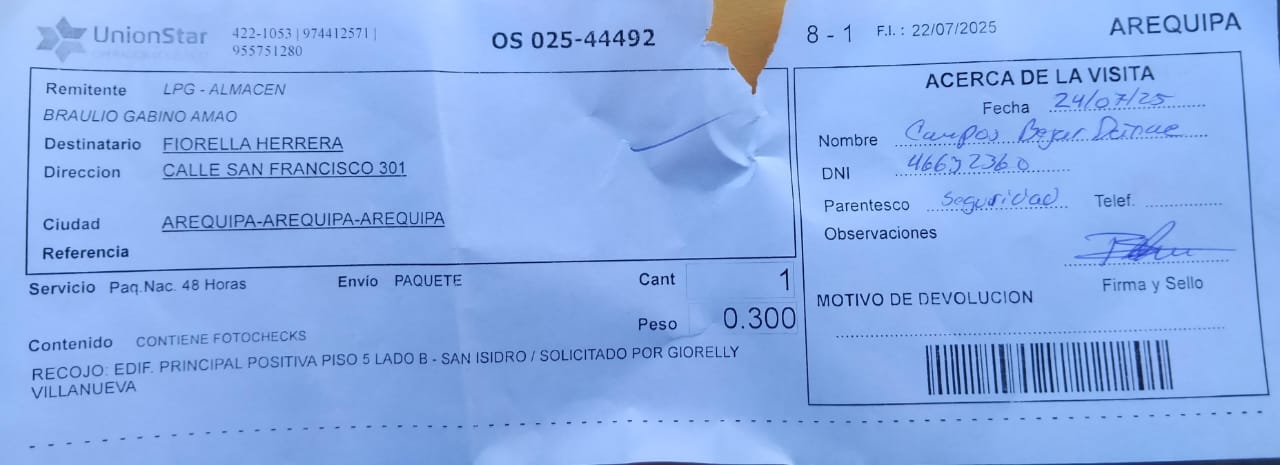 UnionStar
422-1053 | 974412571 |
955751280
OS 025-44492
8 - 1 F.I. : 22/07/2025
AREQUIPA
Remitente LPG - ALMACEN
BRAULIO GABINO AMAO
Destinatario FIORELLA HERRERA
Direccion CALLE SAN FRANCISCO 301
Ciudad AREQUIPA-AREQUIPA-AREQUIPA
Referencia
Servicio Paq.Nac. 48 Horas Envío PAQUETE Cant 1
Peso 0.300
Contenido CONTIENE FOTOCHECKS
RECOJO: EDIF. PRINCIPAL POSITIVA PISO 5 LADO B - SAN ISIDRO / SOLICITADO POR GIORELLY
VILLANUEVA
ACERCA DE LA VISITA
Fecha 24/07/25
Nombre Campos
DNI
Parentesco Seguridad Telef.
Observaciones
Firma y Sello
MOTIVO DE DEVOLUCION